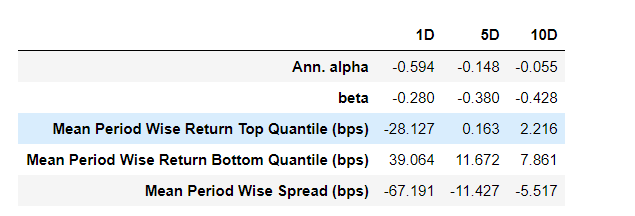 1D 5D 10D
Ann. alpha -0.594 -0.148 -0.055
beta -0.280 -0.380 -0.428
Mean Period Wise Return Top Quantile (bps) -28.127 0.163 2.216
Mean Period Wise Return Bottom Quantile (bps) 39.064 11.672 7.861
Mean Period Wise Spread (bps) -67.191 -11.427 -5.517